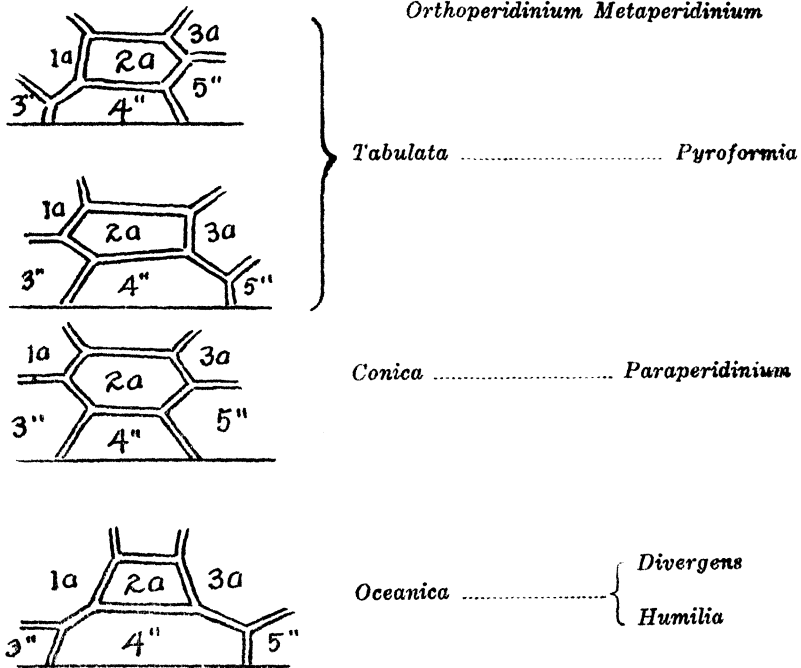 Orthoperidinium Metaperidinium
1a 2a 3a
3" 4" 5"
Tabulata ........................ Pyroformia
1a 2a 3a
3" 4" 5"
1a 2a 3a
Conica ........................ Paraperidinium
3" 4" 5"
1a 2a 3a
Divergens
Oceanica ........................
Humilia
3" 4" 5"